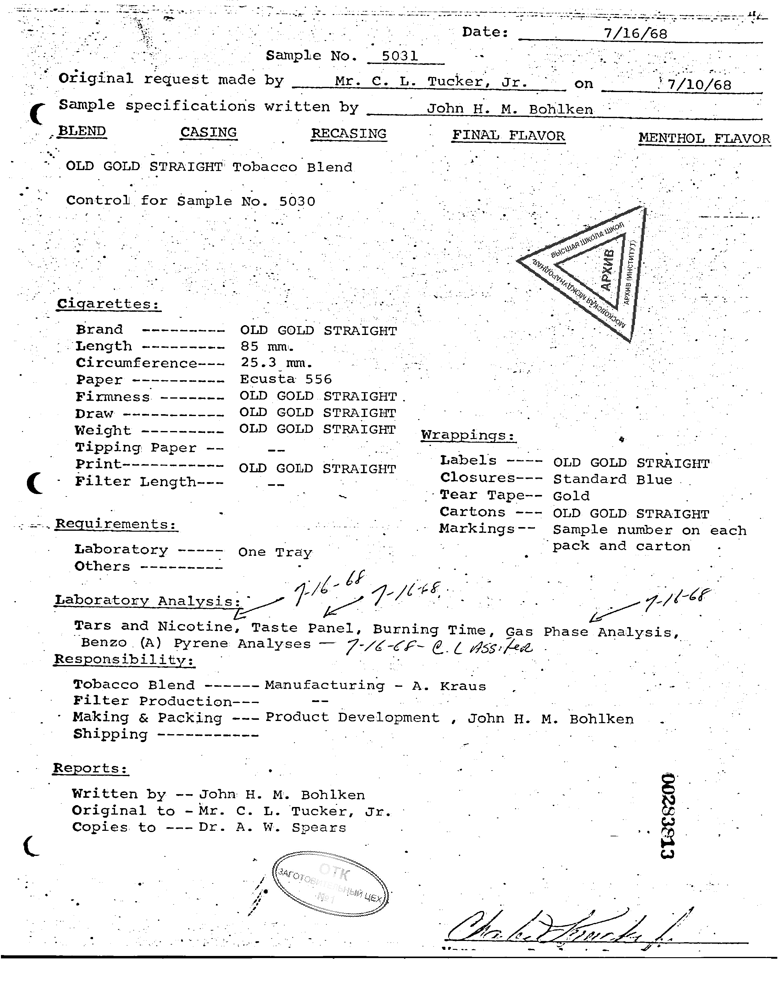 Date: 7/16/68
Sample No. 5031
Original request made by Mr. C. L. Tucker, Jr. on 7/10/68
Sample specifications written by John H. M. Bohlken
BLEND CASING RECASING FINAL FLAVOR MENTHOL FLAVOR
OLD GOLD STRAIGHT Tobacco Blend
Control for Sample No. 5030
ВЫСШАЯ ШКОЛА ШКОЛ
АРХИВ (ИНСТИТУТ)
МОСКОВСКАЯ МЕЖДУНАРОДНАЯ
АРХИВ
Cigarettes:
Brand --------- OLD GOLD STRAIGHT
Length --------- 85 mm.
Circumference--- 25.3 mm.
Paper ---------- Ecusta 556
Firmness ------- OLD GOLD STRAIGHT
Draw ----------- OLD GOLD STRAIGHT
Weight --------- OLD GOLD STRAIGHT
Tipping Paper -- --
Print----------- OLD GOLD STRAIGHT
Filter Length--- --
Wrappings:
Labels ---- OLD GOLD STRAIGHT
Closures--- Standard Blue
Tear Tape-- Gold
Cartons --- OLD GOLD STRAIGHT
Markings-- Sample number on each
pack and carton
Requirements:
Laboratory ----- One Tray
Others ---------
7-16-68 7-16-68 7-16-68
Laboratory Analysis:
Tars and Nicotine, Taste Panel, Burning Time, Gas Phase Analysis,
Benzo (A) Pyrene Analyses — 7-16-68 - C. L
Responsibility:
Tobacco Blend ------ Manufacturing - A. Kraus
Filter Production--- --
Making & Packing --- Product Development , John H. M. Bohlken
Shipping -----------
Reports:
Written by -- John H. M. Bohlken
Original to - Mr. C. L. Tucker, Jr.
Copies to --- Dr. A. W. Spears
00283813
ОТК
№1
ЦЕХ